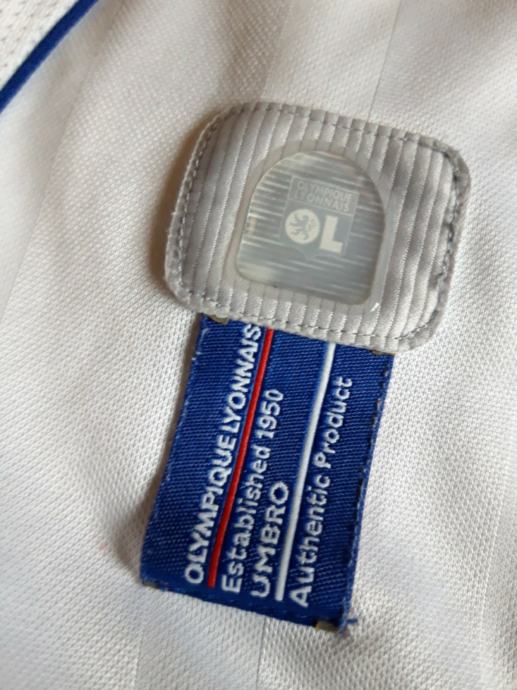 OLYMPIQUE
LYONNAIS
OL
OLYMPIQUE LYONNAIS
Established 1950
UMBRO
Authentic Product